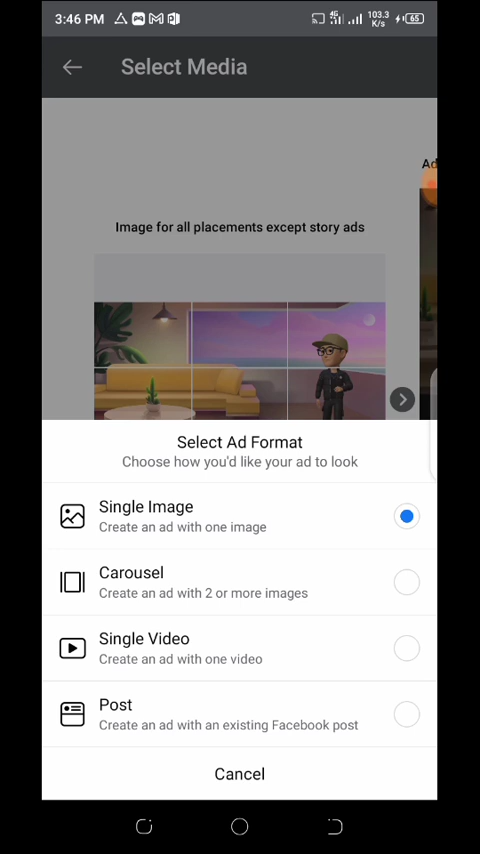 3:46 PM 4G 103.3 K/s 65
Select Media
Ad
Image for all placements except story ads
Select Ad Format
Choose how you'd like your ad to look
Single Image
Create an ad with one image
Carousel
Create an ad with 2 or more images
Single Video
Create an ad with one video
Post
Create an ad with an existing Facebook post
Cancel